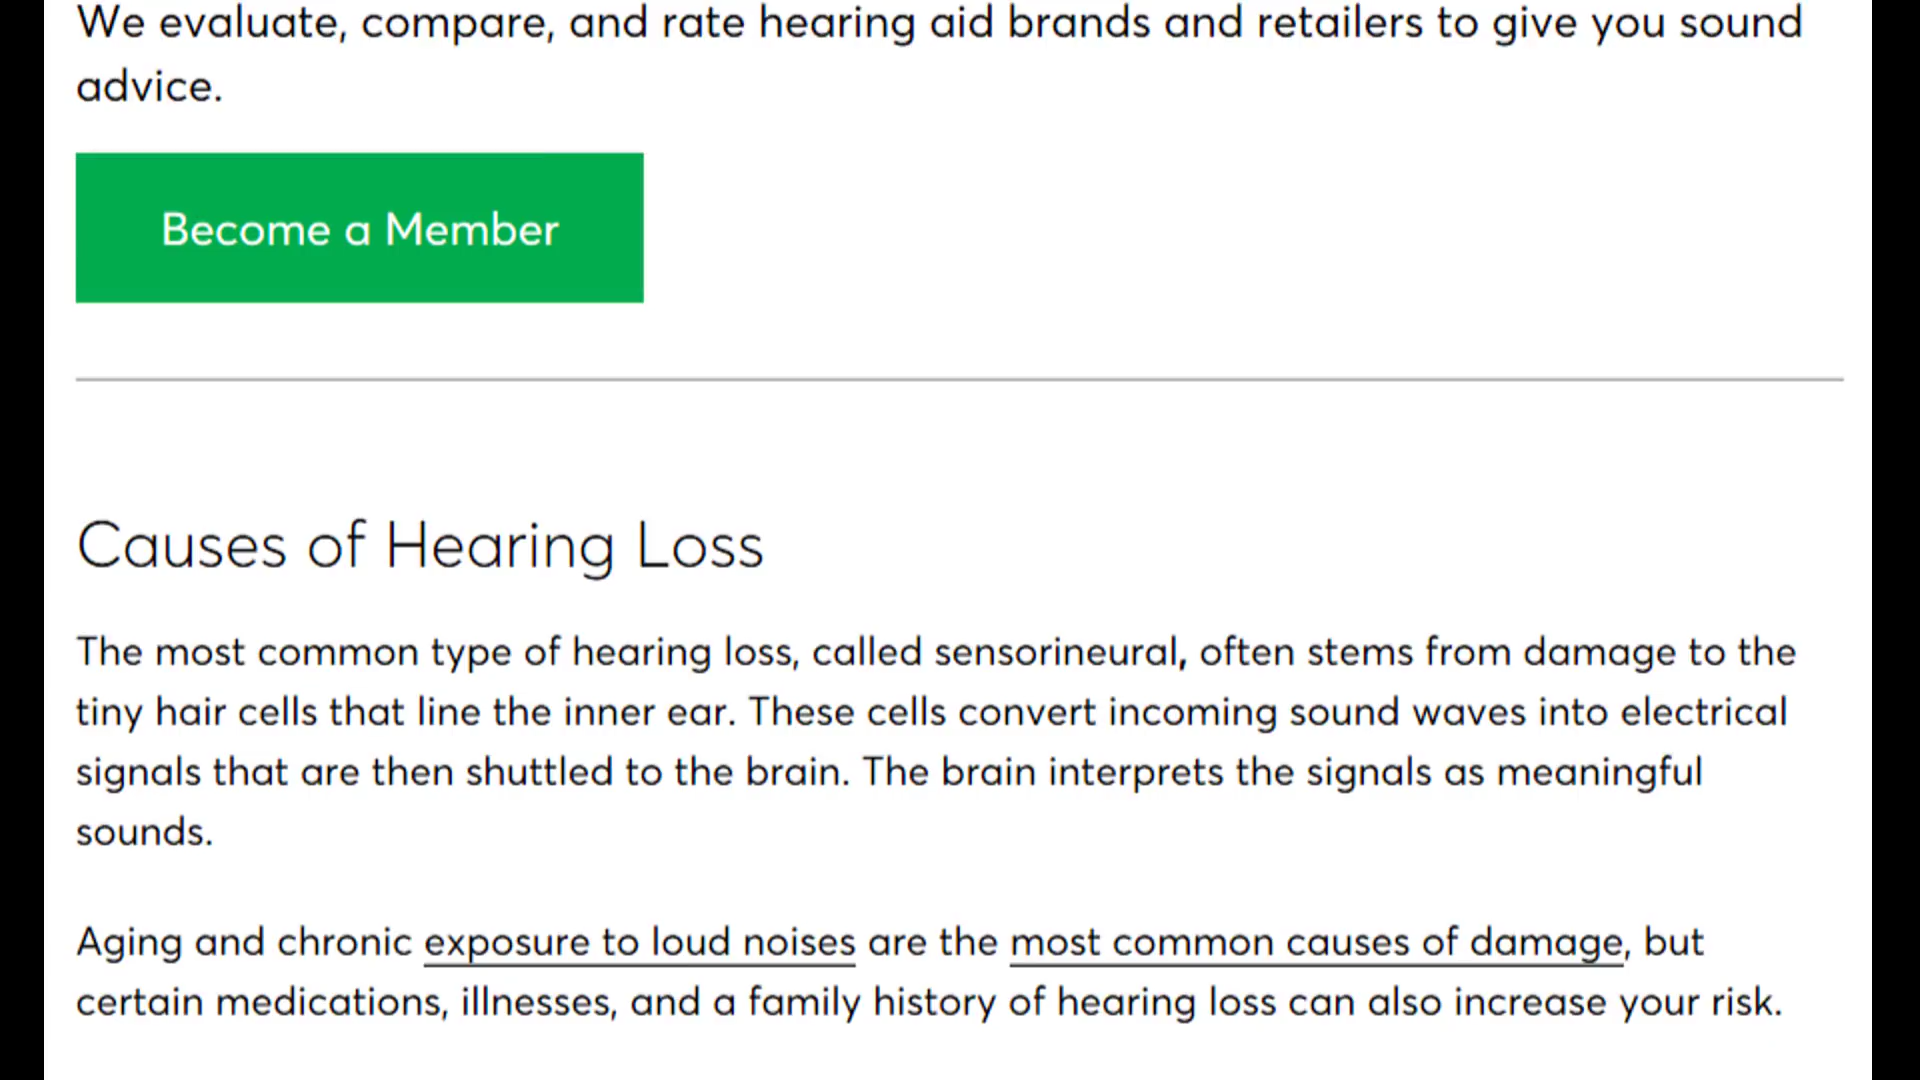 We evaluate, compare, and rate hearing aid brands and retailers to give you sound
advice.
Become a Member
Causes of Hearing Loss
The most common type of hearing loss, called sensorineural, often stems from damage to the
tiny hair cells that line the inner ear. These cells convert incoming sound waves into electrical
signals that are then shuttled to the brain. The brain interprets the signals as meaningful
sounds.
Aging and chronic exposure to loud noises are the most common causes of damage, but
certain medications, illnesses, and a family history of hearing loss can also increase your risk.